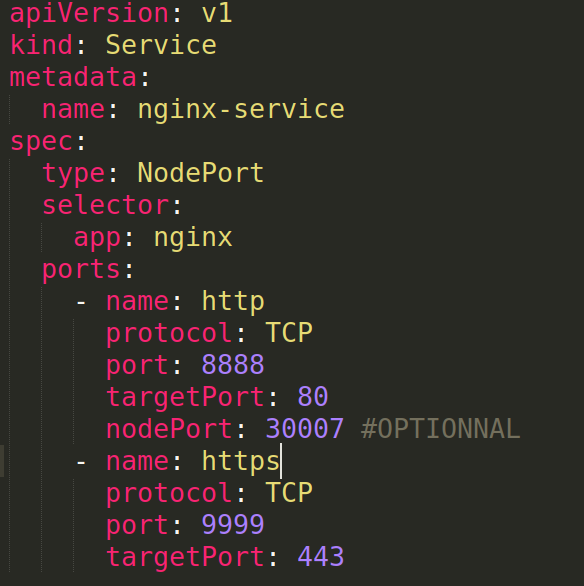 apiVersion: v1
kind: Service
metadata:
  name: nginx-service
spec:
  type: NodePort
  selector:
    app: nginx
  ports:
    - name: http
      protocol: TCP
      port: 8888
      targetPort: 80
      nodePort: 30007 #OPTIONNAL
    - name: https
      protocol: TCP
      port: 9999
      targetPort: 443